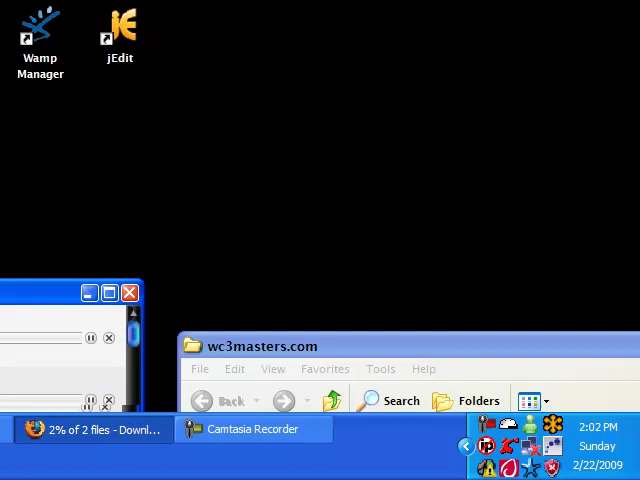 Wamp
Manager
jEdit
wc3masters.com
File Edit View Favorites Tools Help
Back Search Folders
2% of 2 files - Downl...
Camtasia Recorder
2:02 PM
Sunday
2/22/2009